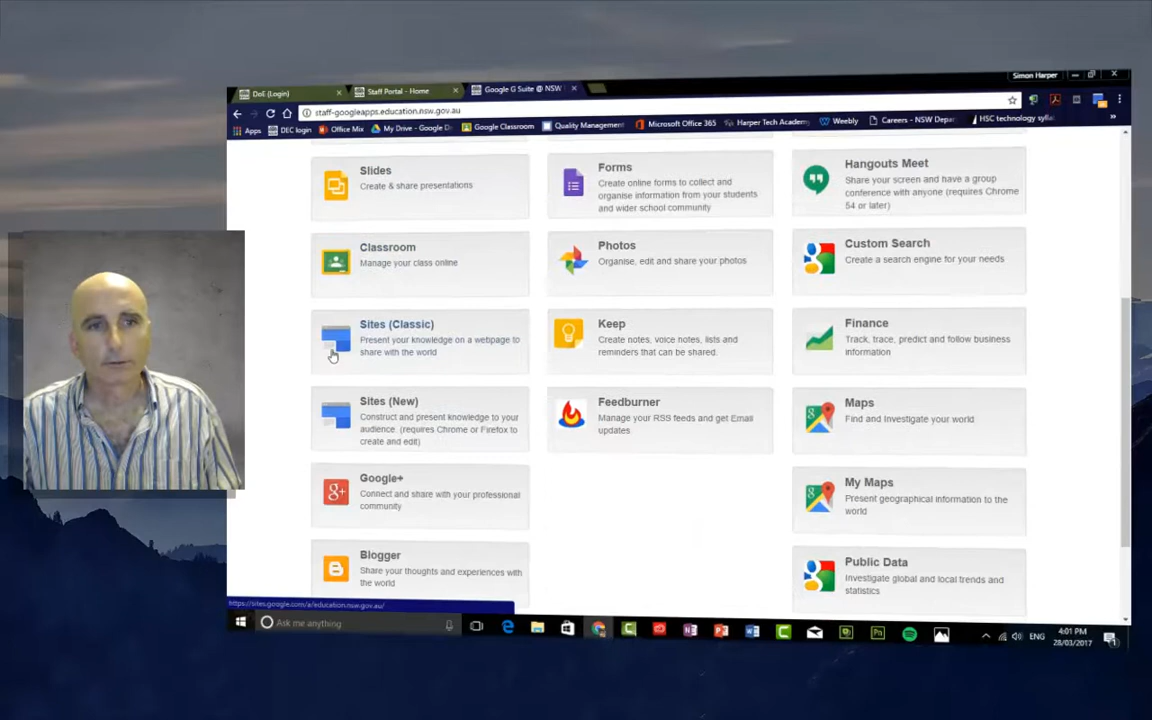 Simon Harper
DoE (Login)
Staff Portal - Home
Google G Suite @ NSW
staff-googleapps.education.nsw.gov.au
Apps
DEC login
Office Mix
My Drive - Google D
Google Classroom
Quality Management
Microsoft Office 365
Harper Tech Academy
Weebly
Careers - NSW Depar
HSC technology sylla
»
Slides
Create & share presentations
Forms
Create online forms to collect and
organise information from your students
and wider school community
Hangouts Meet
Share your screen and have a group
conference with anyone (requires Chrome
54 or later)
Classroom
Manage your class online
Photos
Organise, edit and share your photos
Custom Search
Create a search engine for your needs
Sites (Classic)
Present your knowledge on a webpage to
share with the world
Keep
Create notes, voice notes, lists and
reminders that can be shared.
Finance
Track, trace, predict and follow business
information
Sites (New)
Construct and present knowledge to your
audience. (requires Chrome or Firefox to
create and edit)
Feedburner
Manage your RSS feeds and get Email
updates
Maps
Find and Investigate your world
Google+
Connect and share with your professional
community
My Maps
Present geographical information to the
world
Blogger
Share your thoughts and experiences with
the world
Public Data
Investigate global and local trends and
statistics
https://sites.google.com/a/education.nsw.gov.au/
Ask me anything
ENG
4:01 PM
28/03/2017